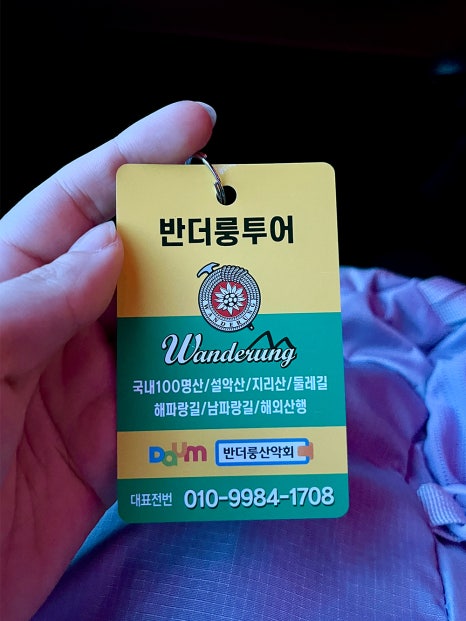 반더룽투어
WANDERUNG
Wanderung
국내100명산/설악산/지리산/둘레길
해파랑길/남파랑길/해외산행
Daum 반더룽산악회
대표전번 010-9984-1708